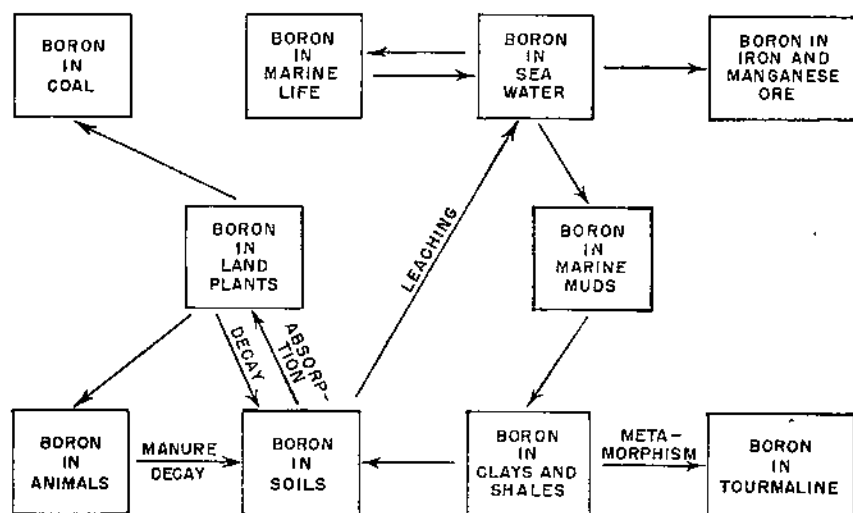 BORON
IN
COAL
BORON
IN
MARINE
LIFE
BORON
IN
SEA
WATER
BORON IN
IRON AND
MANGANESE
ORE
LEACHING
BORON
IN
LAND
PLANTS
BORON
IN
MARINE
MUDS
DECAY
ABSORP-
TION
BORON
IN
ANIMALS
MANURE
DECAY
BORON
IN
SOILS
BORON
IN
CLAYS AND
SHALES
META-
MORPHISM
BORON
IN
TOURMALINE